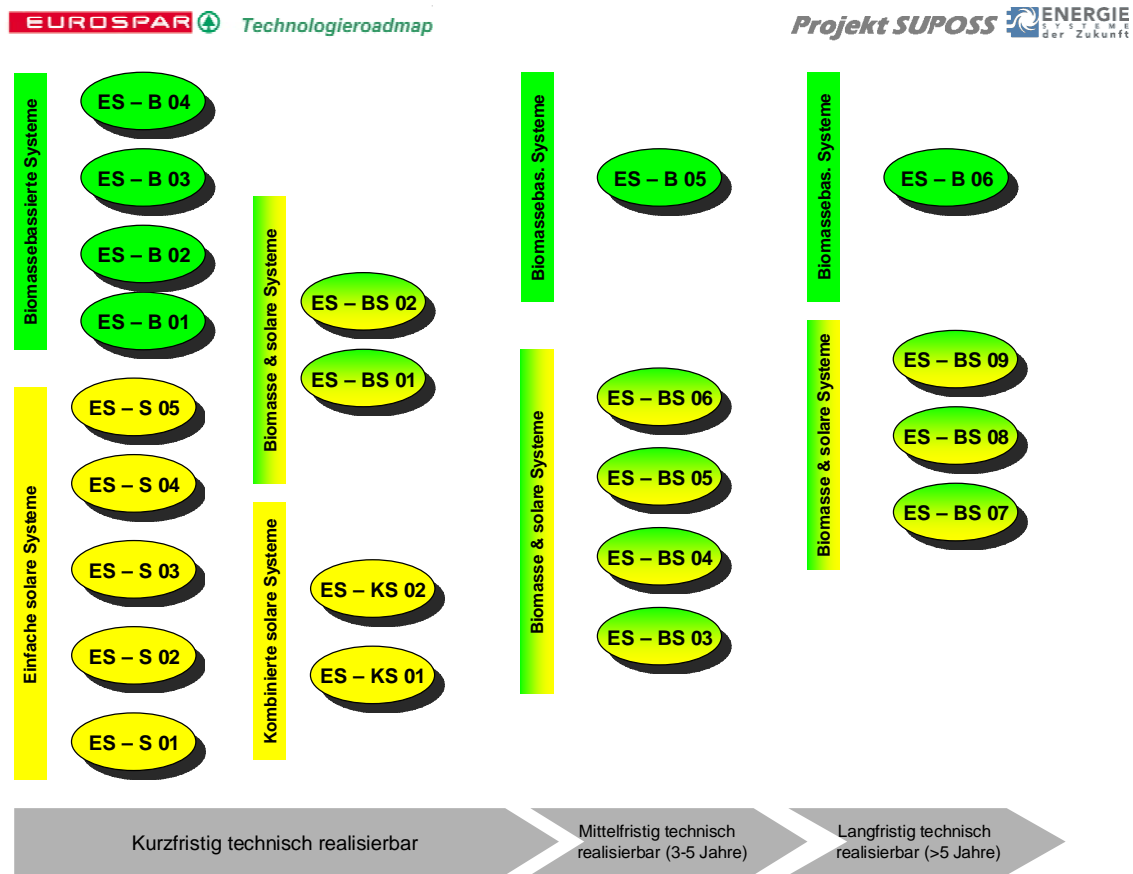 EUROSPAR Technologieroadmap
Projekt SUPOSS ENERGIE
SYSTEME
der Zukunft
Biomassebassierte Systeme
ES – B 04
ES – B 03
ES – B 02
ES – B 01
Einfache solare Systeme
ES – S 05
ES – S 04
ES – S 03
ES – S 02
ES – S 01
Biomasse & solare Systeme
ES – BS 02
ES – BS 01
Kombinierte solare Systeme
ES – KS 02
ES – KS 01
Biomassebas. Systeme
ES – B 05
Biomasse & solare Systeme
ES – BS 06
ES – BS 05
ES – BS 04
ES – BS 03
Biomassebas. Systeme
ES – B 06
Biomasse & solare Systeme
ES – BS 09
ES – BS 08
ES – BS 07
Kurzfristig technisch realisierbar
Mittelfristig technisch
realisierbar (3-5 Jahre)
Langfristig technisch
realisierbar (>5 Jahre)